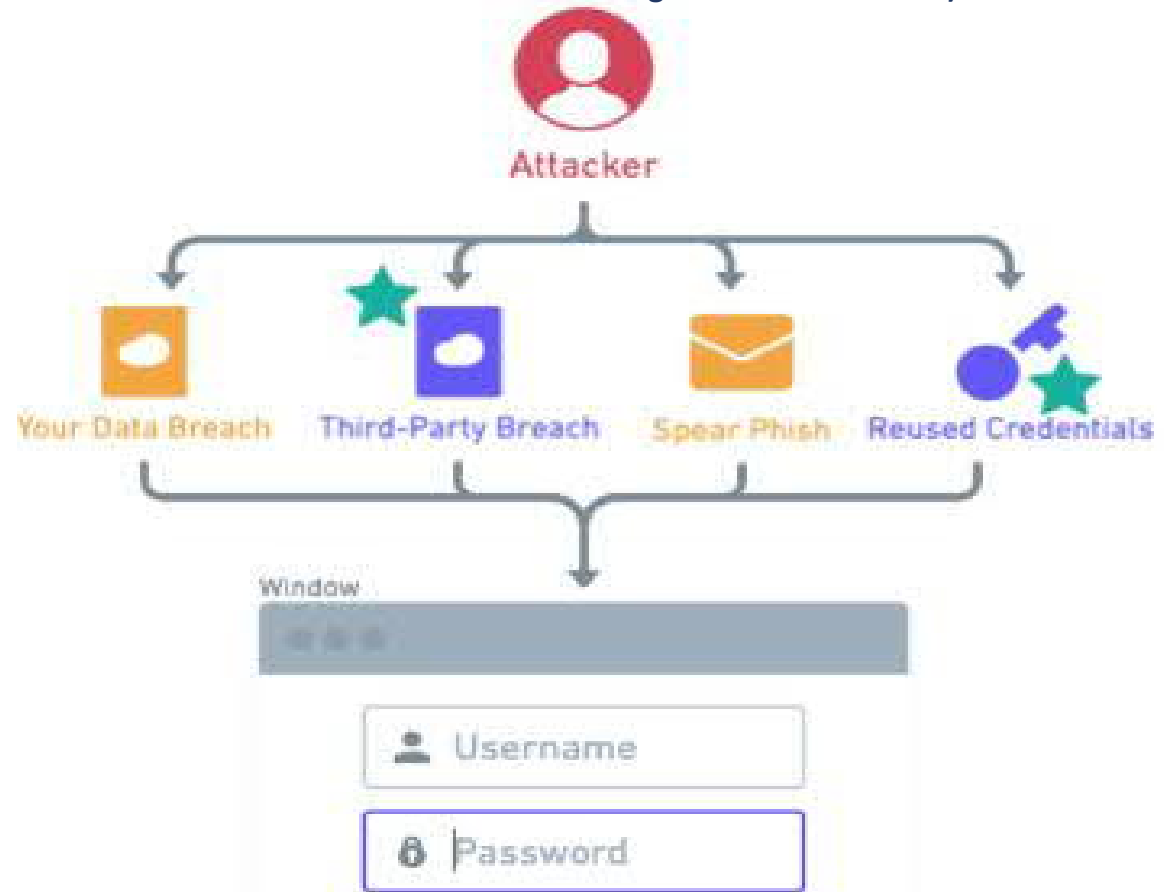 Attacker
Your Data Breach
Third-Party Breach
Spear Phish
Reused Credentials
Window
Username
Password